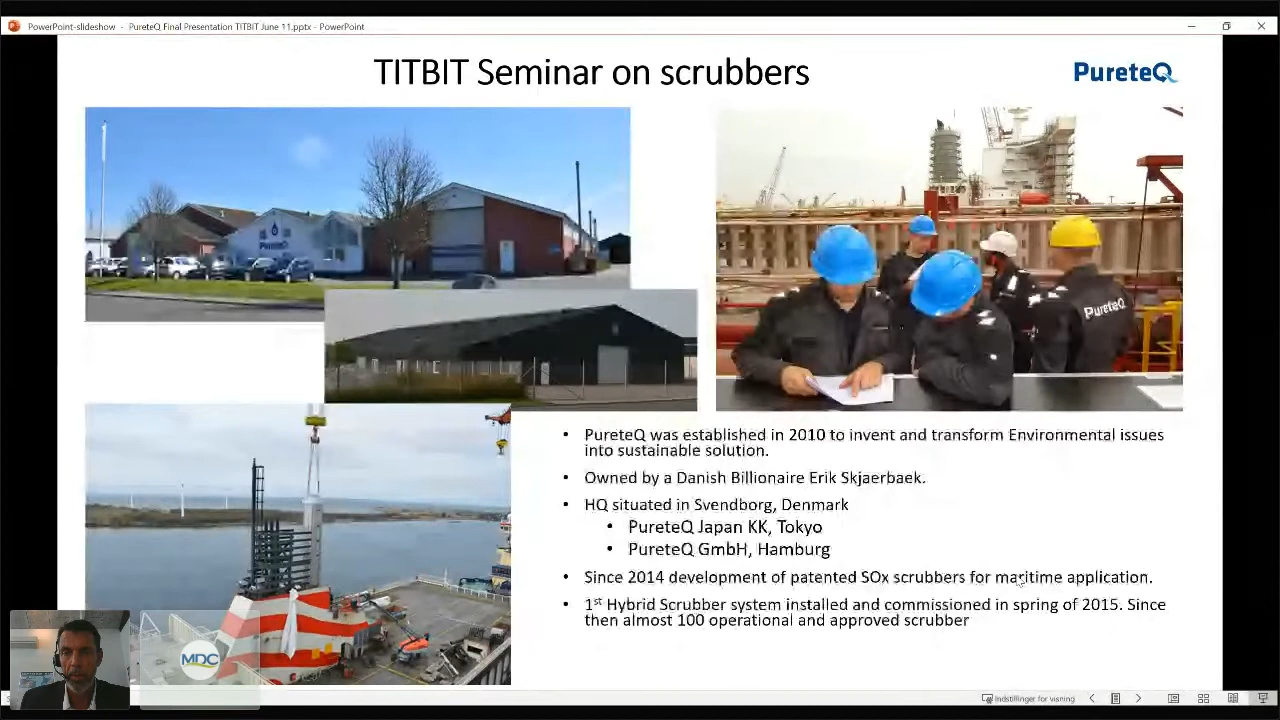 PowerPoint-slideshow - PureteQ Final Presentation TITBIT June 11.pptx - PowerPoint
TITBIT Seminar on scrubbers
PureteQ
PureteQ
PureteQ
• PureteQ was established in 2010 to invent and transform Environmental issues
into sustainable solution.
• Owned by a Danish Billionaire Erik Skjaerbaek.
• HQ situated in Svendborg, Denmark
• PureteQ Japan KK, Tokyo
• PureteQ GmbH, Hamburg
• Since 2014 development of patented SOx scrubbers for maritime application.
• 1st Hybrid Scrubber system installed and commissioned in spring of 2015. Since
then almost 100 operational and approved scrubber
MDC
Indstillinger for visning